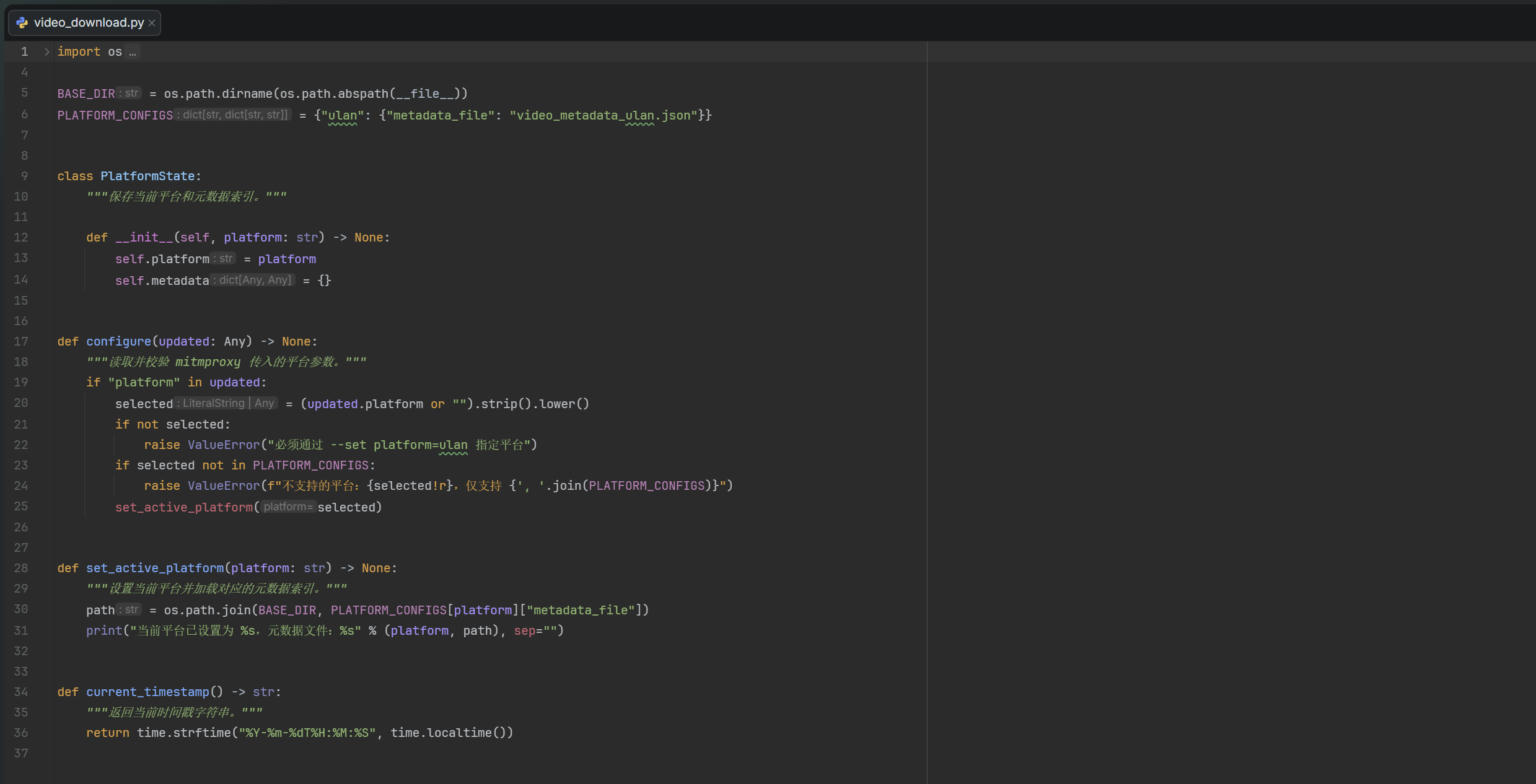 video_download.py
1 import os ...
4
5 BASE_DIR : str = os.path.dirname(os.path.abspath(__file__))
6 PLATFORM_CONFIGS : dict[str, dict[str, str]] = {"ulan": {"metadata_file": "video_metadata_ulan.json"}}
7
8
9 class PlatformState:
10 """保存当前平台和元数据索引。"""
11
12 def __init__(self, platform: str) -> None:
13 self.platform : str = platform
14 self.metadata : dict[Any, Any] = {}
15
16
17 def configure(updated: Any) -> None:
18 """读取并校验 mitmproxy 传入的平台参数。"""
19 if "platform" in updated:
20 selected : LiteralString | Any = (updated.platform or "").strip().lower()
21 if not selected:
22 raise ValueError("必须通过 --set platform=ulan 指定平台")
23 if selected not in PLATFORM_CONFIGS:
24 raise ValueError(f"不支持的平台: {selected!r}，仅支持 {', '.join(PLATFORM_CONFIGS)}")
25 set_active_platform( platform= selected)
26
27
28 def set_active_platform(platform: str) -> None:
29 """设置当前平台并加载对应的元数据索引。"""
30 path : str = os.path.join(BASE_DIR, PLATFORM_CONFIGS[platform]["metadata_file"])
31 print("当前平台已设置为 %s，元数据文件: %s" % (platform, path), sep="")
32
33
34 def current_timestamp() -> str:
35 """返回当前时间戳字符串。"""
36 return time.strftime("%Y-%m-%dT%H:%M:%S", time.localtime())
37